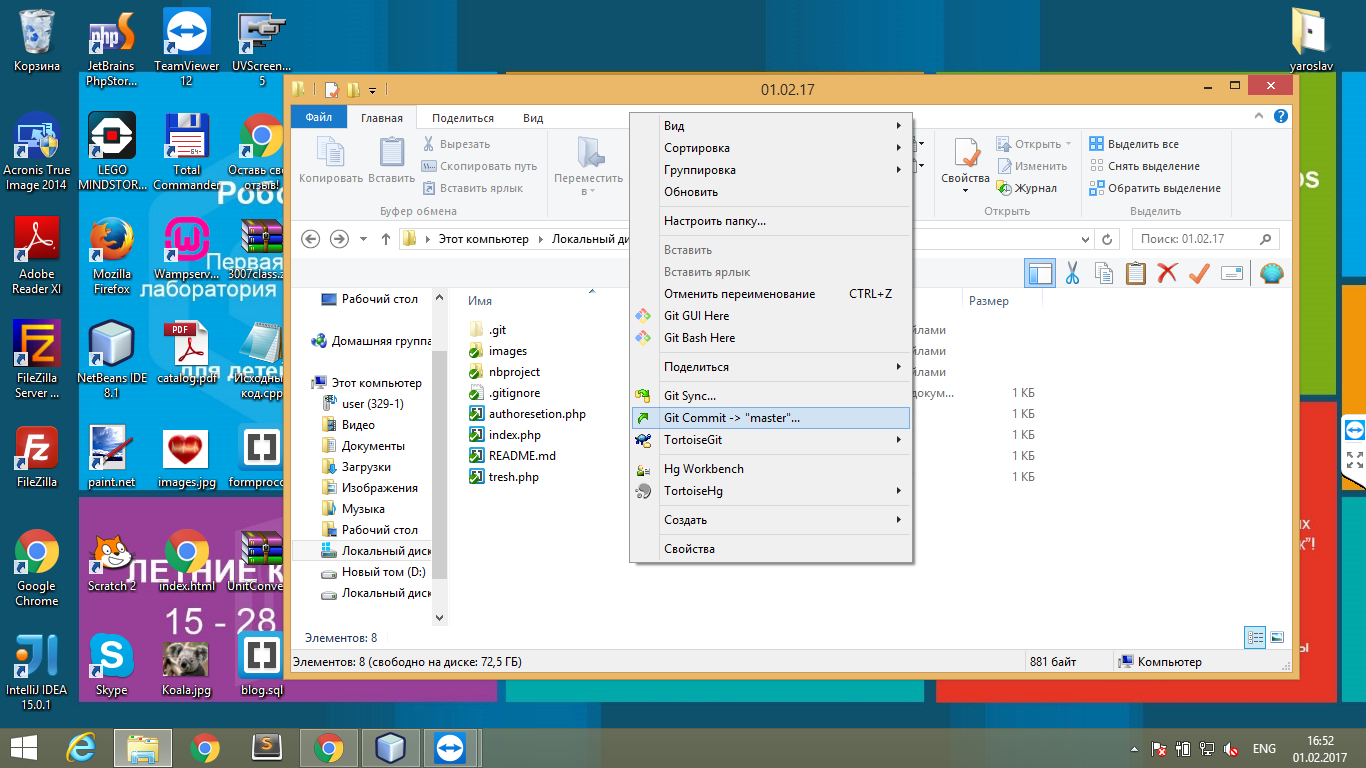 Корзина
JetBrains
PhpStor...
TeamViewer
12
UVScreen...
5
yaroslav
Acronis True
Image 2014
LEGO
MINDSTOR...
Total
Commander
Оставь св
отзыв!
Робо
Adobe
Reader XI
Mozilla
Firefox
Wampserv...
3007class.z
Первая
лаборатория
FileZilla
Server ...
NetBeans IDE
8.1
catalog.pdf
Исходный
код.cpp
для дете
FileZilla
paint.net
images.jpg
formproc
Google
Chrome
Scratch 2
index.html
UnitConve
ЛЕТНИЕ К
15 - 28
IntelliJ IDEA
15.0.1
Skype
Koala.jpg
blog.sql
01.02.17
Файл
Главная
Поделиться
Вид
Копировать
Вставить
Вырезать
Скопировать путь
Вставить ярлык
Буфер обмена
Переместить
в
Свойства
Открыть
Изменить
Журнал
Открыть
Выделить все
Снять выделение
Обратить выделение
Выделить
Этот компьютер
Локальный ди
Поиск: 01.02.17
Рабочий стол
Домашняя группа
Этот компьютер
user (329-1)
Видео
Документы
Загрузки
Изображения
Музыка
Рабочий стол
Локальный диск
Новый том (D:)
Локальный диск
Имя
Размер
.git
йлами
images
йлами
nbproject
йлами
.gitignore
докум...
1 КБ
authoresetion.php
1 КБ
index.php
1 КБ
README.md
1 КБ
tresh.php
1 КБ
Вид
Сортировка
Группировка
Обновить
Настроить папку...
Вставить
Вставить ярлык
Отменить переименование CTRL+Z
Git GUI Here
Git Bash Here
Поделиться
Git Sync...
Git Commit -> "master"...
TortoiseGit
Hg Workbench
TortoiseHg
Создать
Свойства
Элементов: 8
Элементов: 8 (свободно на диске: 72,5 ГБ)
881 байт
Компьютер
os
ых
к"!
ы
ENG
16:52
01.02.2017